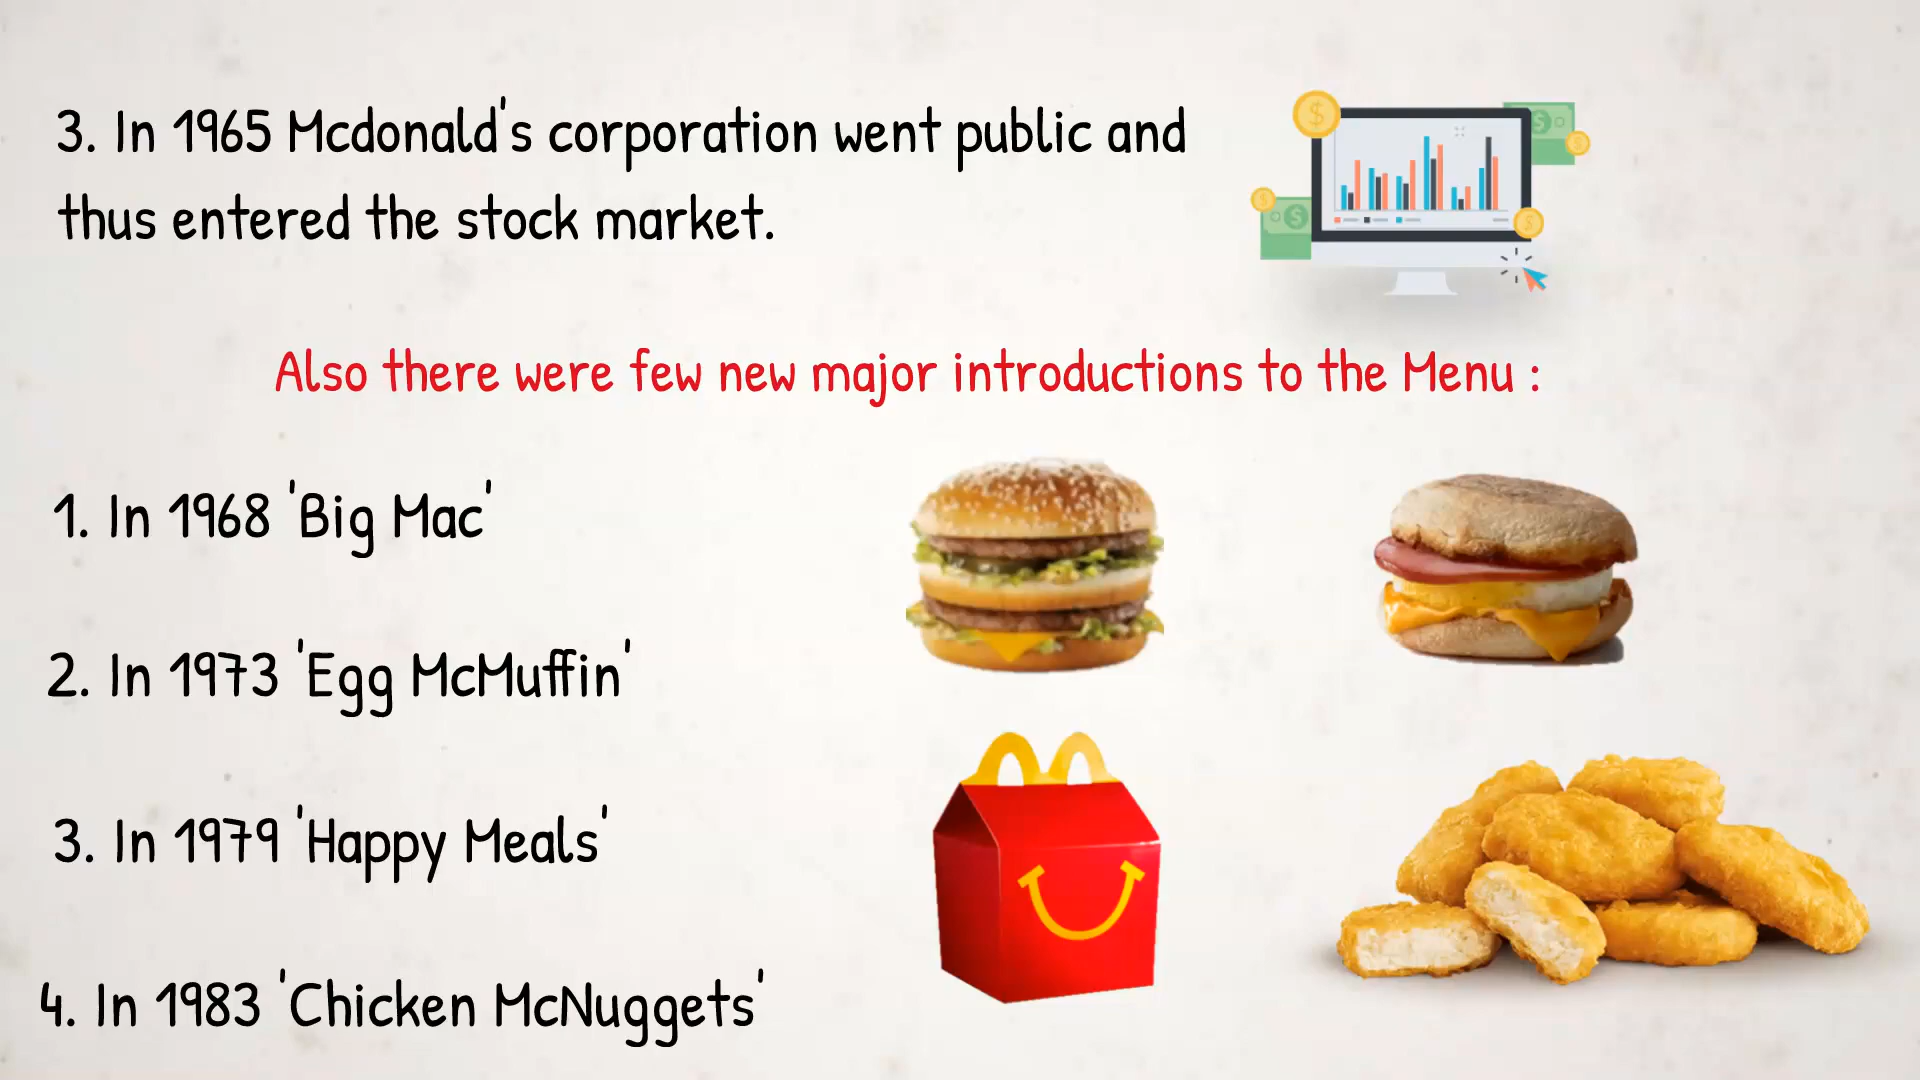 3. In 1965 Mcdonald's corporation went public and
thus entered the stock market.
Also there were few new major introductions to the Menu :
1. In 1968 'Big Mac'
2. In 1973 'Egg McMuffin'
3. In 1979 'Happy Meals'
4. In 1983 'Chicken McNuggets'